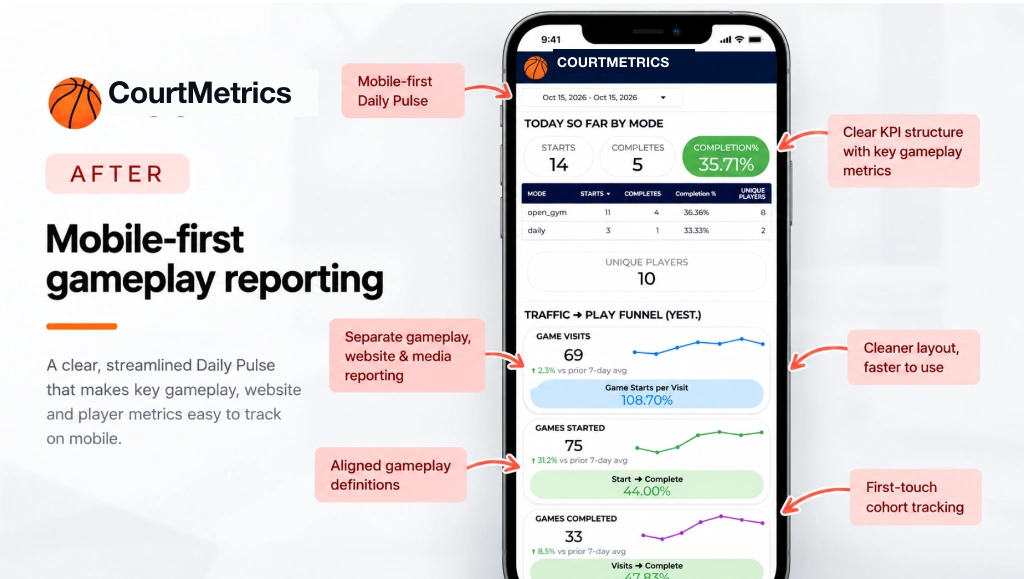 CourtMetrics
AFTER
Mobile-first
gameplay reporting
A clear, streamlined Daily Pulse
that makes key gameplay, website
and player metrics easy to track
on mobile.
Mobile-first
Daily Pulse
Separate gameplay,
website & media
reporting
Aligned gameplay
definitions
9:41
COURTMETRICS
Oct 15, 2026 - Oct 15, 2026
TODAY SO FAR BY MODE
STARTS
14
COMPLETES
5
COMPLETION%
35.71%
MODE STARTS COMPLETES Completion % UNIQUE PLAYERS
open_gym 11 4 36.36% 8
daily 3 1 33.33% 2
UNIQUE PLAYERS
10
TRAFFIC ➔ PLAY FUNNEL (YEST.)
GAME VISITS
69
↑ 2.3% vs prior 7-day avg
Game Starts per Visit
108.70%
GAMES STARTED
75
↑ 31.2% vs prior 7-day avg
Start ➔ Complete
44.00%
GAMES COMPLETED
33
↑ 8.5% vs prior 7-day avg
Visits ➔ Complete
47.83%
Clear KPI structure
with key gameplay
metrics
Cleaner layout,
faster to use
First-touch
cohort tracking